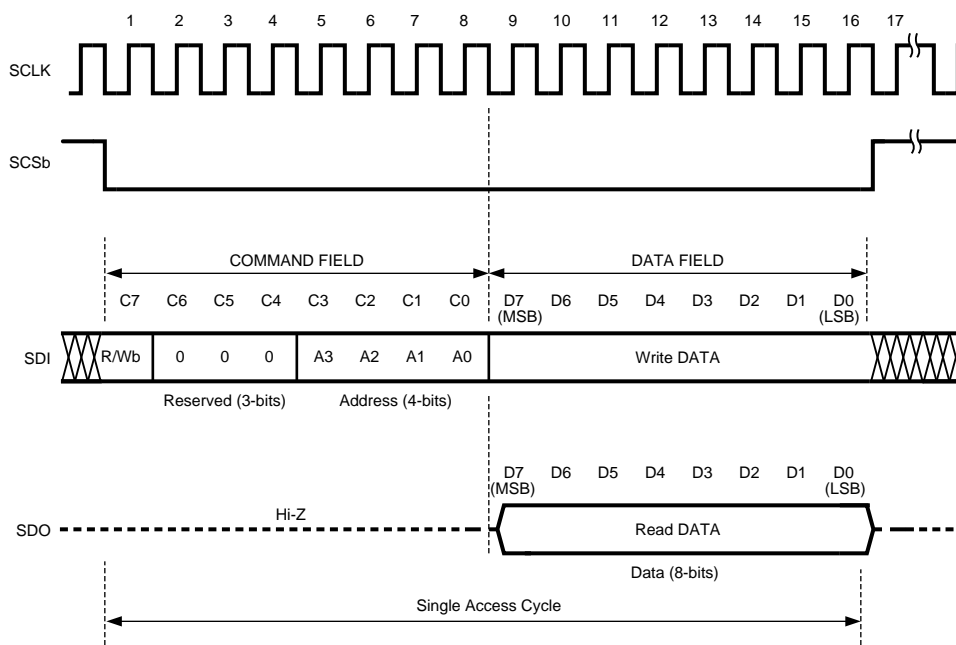 1 2 3 4 5 6 7 8 9 10 11 12 13 14 15 16 17
SCLK
SCSb
COMMAND FIELD DATA FIELD
C7 C6 C5 C4 C3 C2 C1 C0 D7 D6 D5 D4 D3 D2 D1 D0
(MSB) (LSB)
SDI R/Wb 0 0 0 A3 A2 A1 A0 Write DATA
Reserved (3-bits) Address (4-bits)
D7 D6 D5 D4 D3 D2 D1 D0
(MSB) (LSB)
Hi-Z
SDO Read DATA
Data (8-bits)
Single Access Cycle